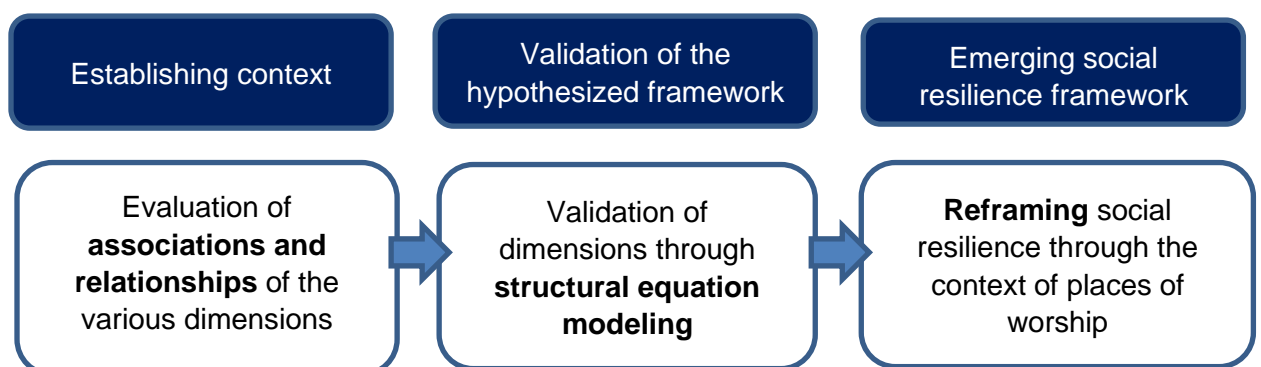 Establishing context
Validation of the
hypothesized framework
Emerging social
resilience framework
Evaluation of
associations and
relationships of the
various dimensions
Validation of
dimensions through
structural equation
modeling
Reframing social
resilience through the
context of places of
worship